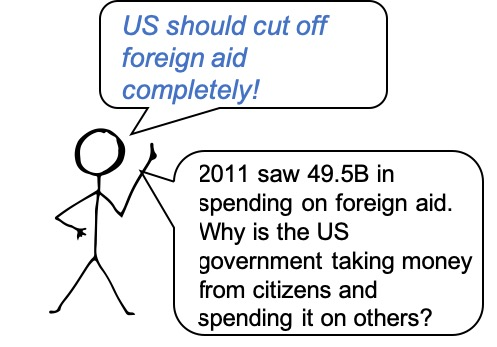 US should cut off
foreign aid
completely!
2011 saw 49.5B in
spending on foreign aid.
Why is the US
government taking money
from citizens and
spending it on others?